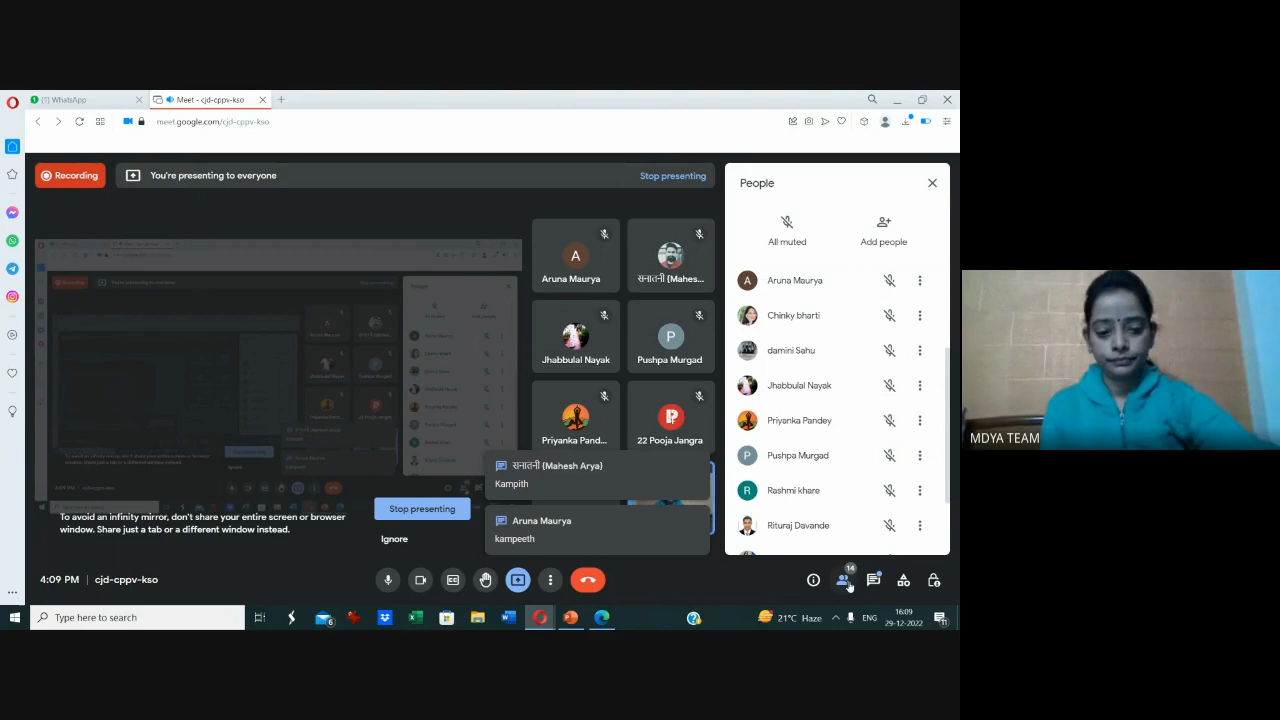 (1) WhatsApp
Meet - cjd-cppv-kso
meet.google.com/cjd-cppv-kso
Recording
You're presenting to everyone
Stop presenting
People
All muted
Add people
Aruna Maurya
Chinky bharti
damini Sahu
Jhabbulal Nayak
Priyanka Pandey
Pushpa Murgad
Rashmi khare
Rituraj Davande
A
Aruna Maurya
सनातनी (Mahes...
Jhabbulal Nayak
P
Pushpa Murgad
Priyanka Pand...
22 Pooja Jangra
सनातनी (Mahesh Arya)
Kampith
Aruna Maurya
kampeeth
To avoid an infinity mirror, don't share your entire screen or browser
window. Share just a tab or a different window instead.
Stop presenting
Ignore
4:09 PM | cjd-cppv-kso
14
MDYA TEAM
Type here to search
6
21°C Haze
ENG
16:09
29-12-2022
11